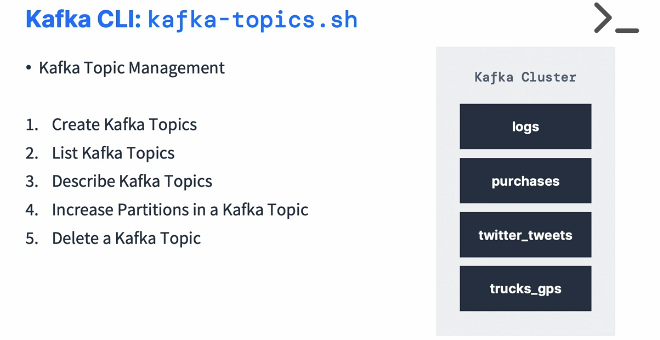 Kafka CLI: kafka-topics.sh
• Kafka Topic Management
1. Create Kafka Topics
2. List Kafka Topics
3. Describe Kafka Topics
4. Increase Partitions in a Kafka Topic
5. Delete a Kafka Topic
Kafka Cluster
logs
purchases
twitter_tweets
trucks_gps